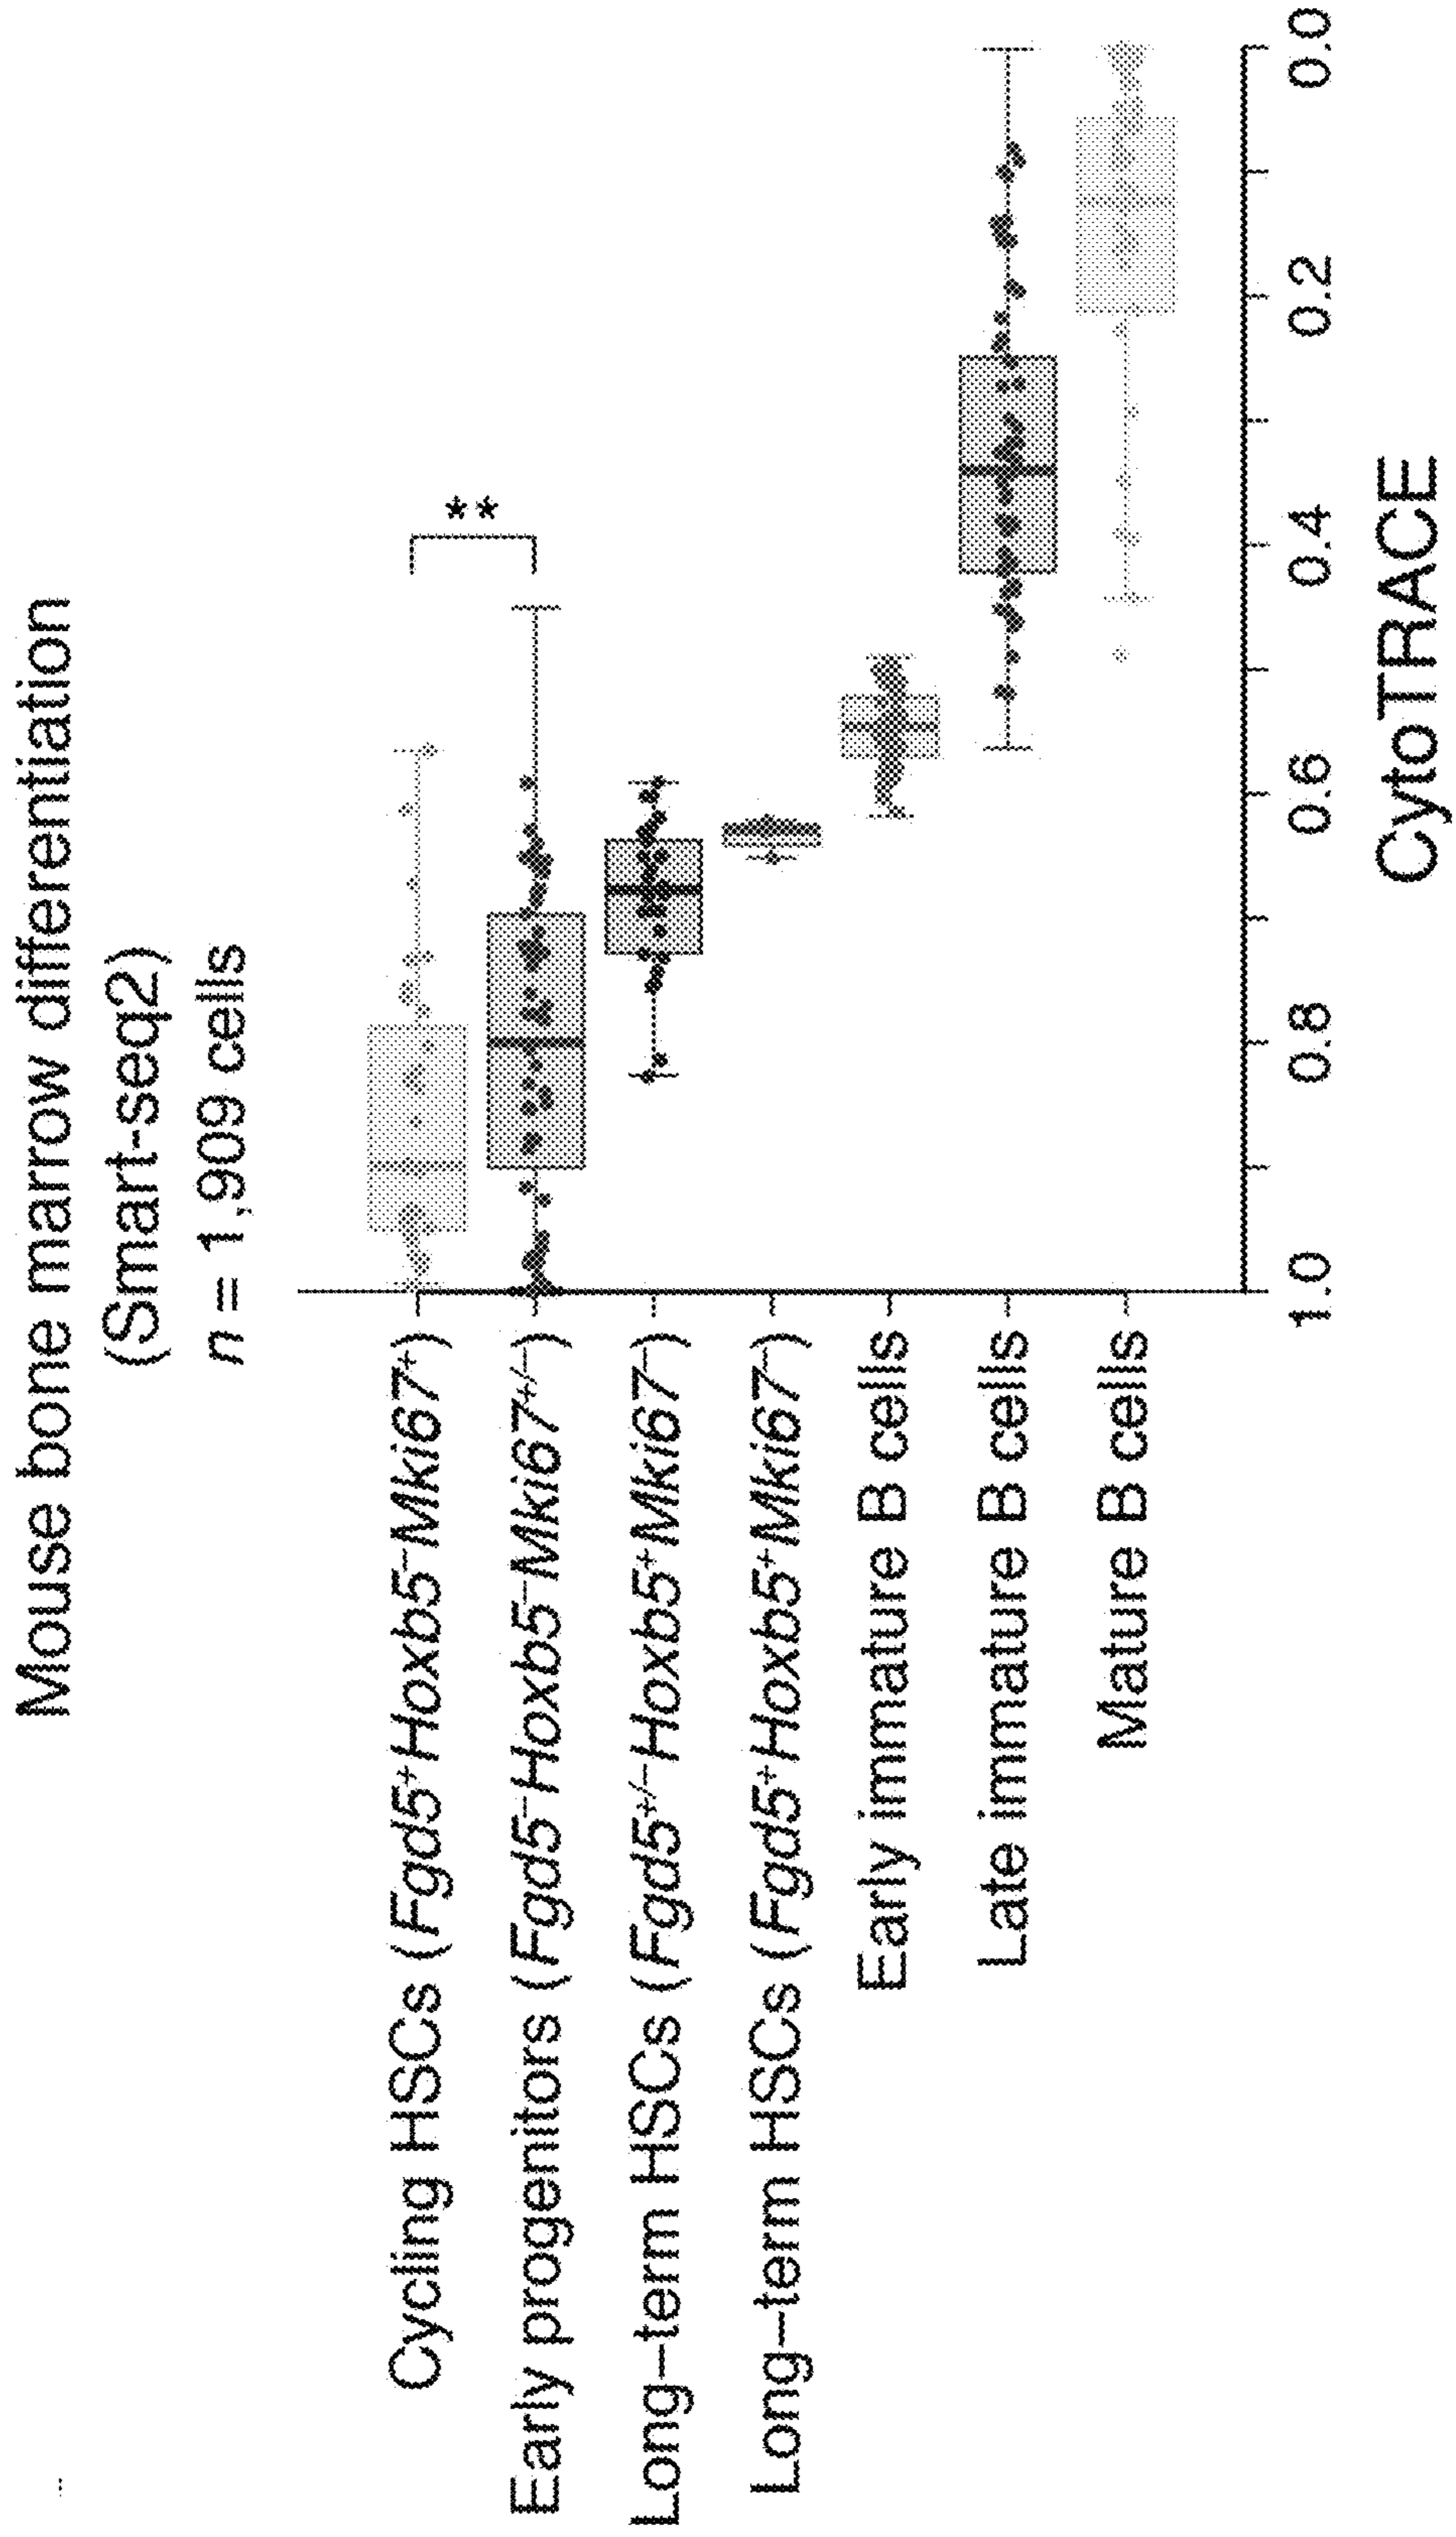 Mouse bone marrow differentiation
(Smart-seq2)
n = 1,909 cells
Cycling HSCs (Fgd5⁺Hoxb5⁻Mki67⁺)
Early progenitors (Fgd5⁻Hoxb5⁻Mki67⁺/⁻)
Long–term HSCs (Fgd5⁺/⁻Hoxb5⁺Mki67⁻)
Long–term HSCs (Fgd5⁺Hoxb5⁺Mki67⁻)
Early immature B cells
Late immature B cells
Mature B cells
**
1.0 0.8 0.6 0.4 0.2 0.0
CytoTRACE